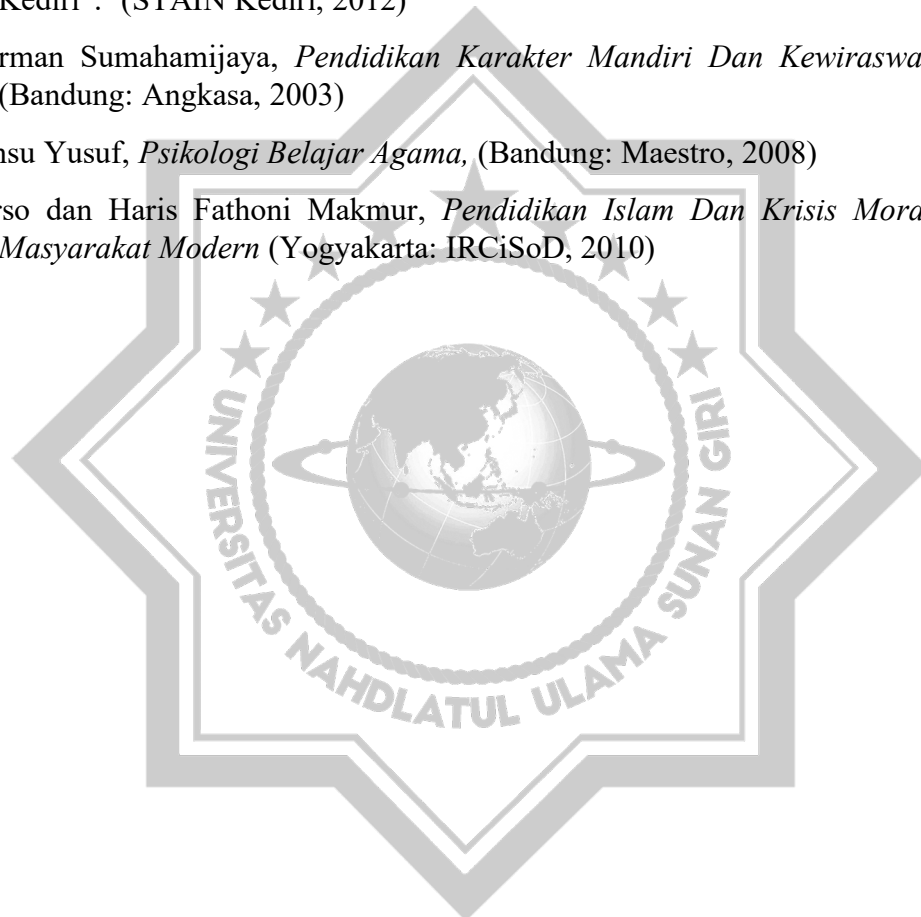 Kediri". (STAIN Kediri, 2012)
rman Sumahamijaya, Pendidikan Karakter Mandiri Dan Kewiraswa
(Bandung: Angkasa, 2003)
nsu Yusuf, Psikologi Belajar Agama, (Bandung: Maestro, 2008)
rso dan Haris Fathoni Makmur, Pendidikan Islam Dan Krisis Mora
Masyarakat Modern (Yogyakarta: IRCiSoD, 2010)
UNIVERSITAS NAHDLATUL ULAMA SUNAN GIRI